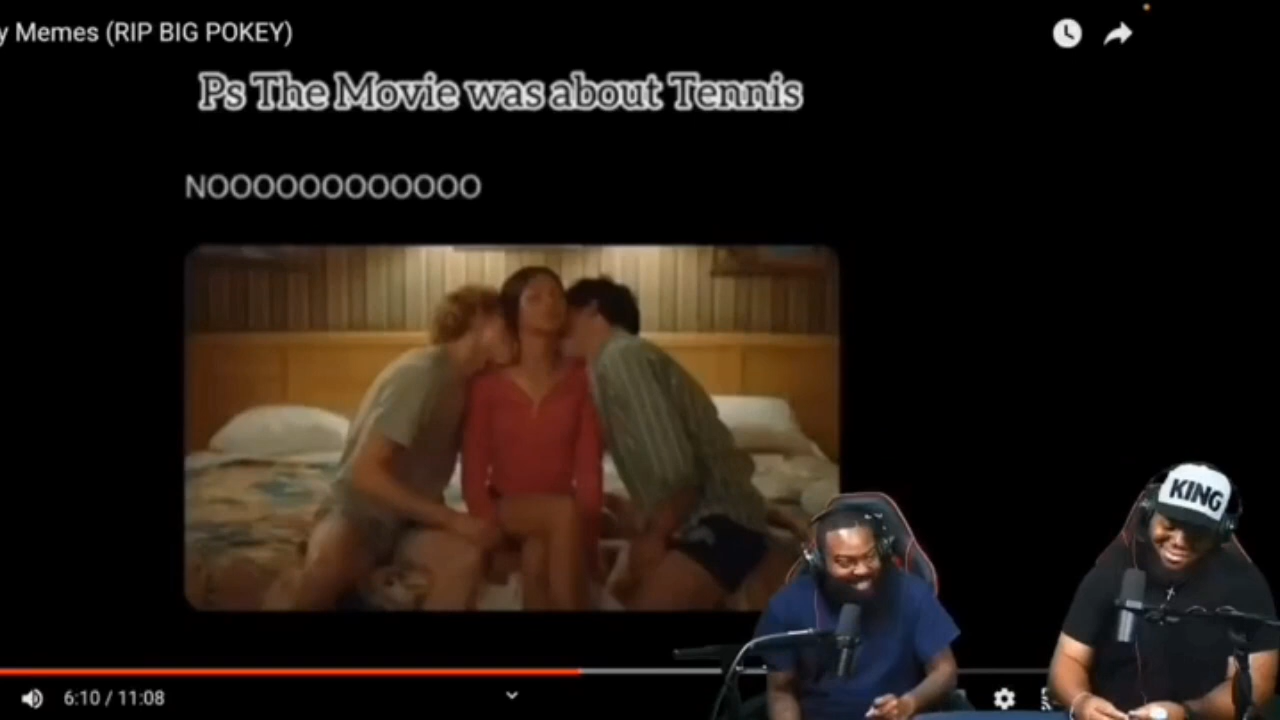 y Memes (RIP BIG POKEY)
Ps The Movie was about Tennis
NOOOOOOOOOOOO
KING
6:10 / 11:08